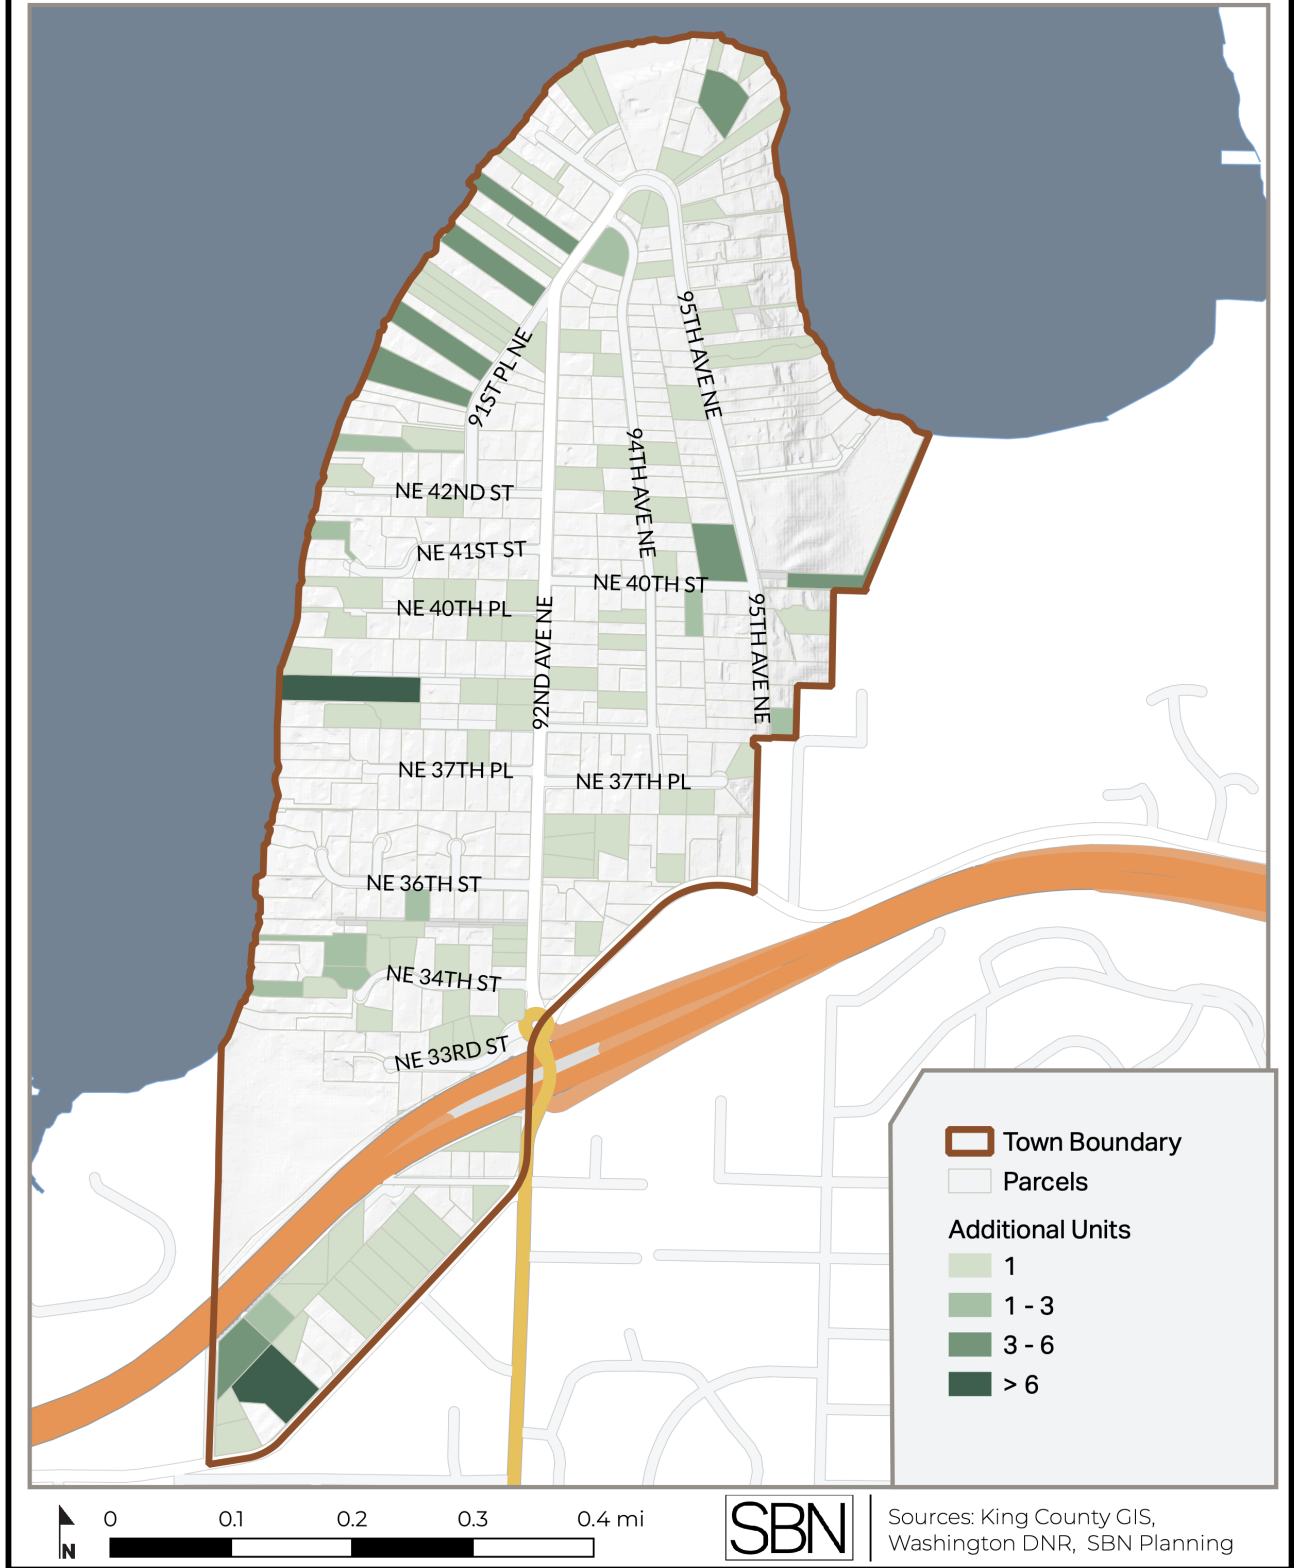 95TH AVE NE
91ST PL NE
94TH AVE NE
NE 42ND ST
NE 41ST ST
NE 40TH ST
NE 40TH PL
92ND AVE NE
95TH AVE NE
NE 37TH PL
NE 37TH PL
NE 36TH ST
NE 34TH ST
NE 33RD ST
Town Boundary
Parcels
Additional Units
1
1 - 3
3 - 6
> 6
N
0 0.1 0.2 0.3 0.4 mi
SBN
Sources: King County GIS,
Washington DNR, SBN Planning